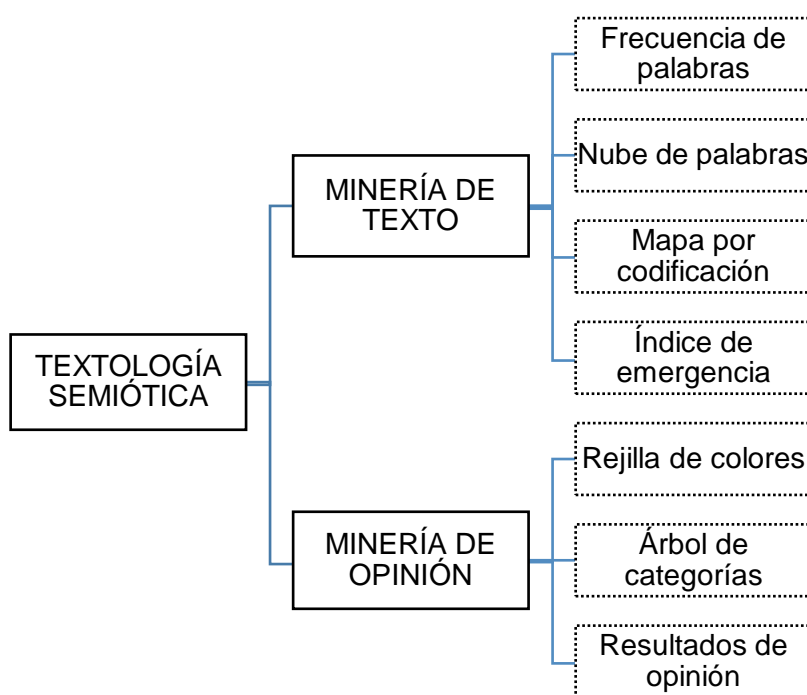 TEXTOLOGÍA
SEMIÓTICA
MINERÍA DE
TEXTO
Frecuencia de
palabras
Nube de palabras
Mapa por
codificación
Índice de
emergencia
MINERÍA DE
OPINIÓN
Rejilla de colores
Árbol de
categorías
Resultados de
opinión